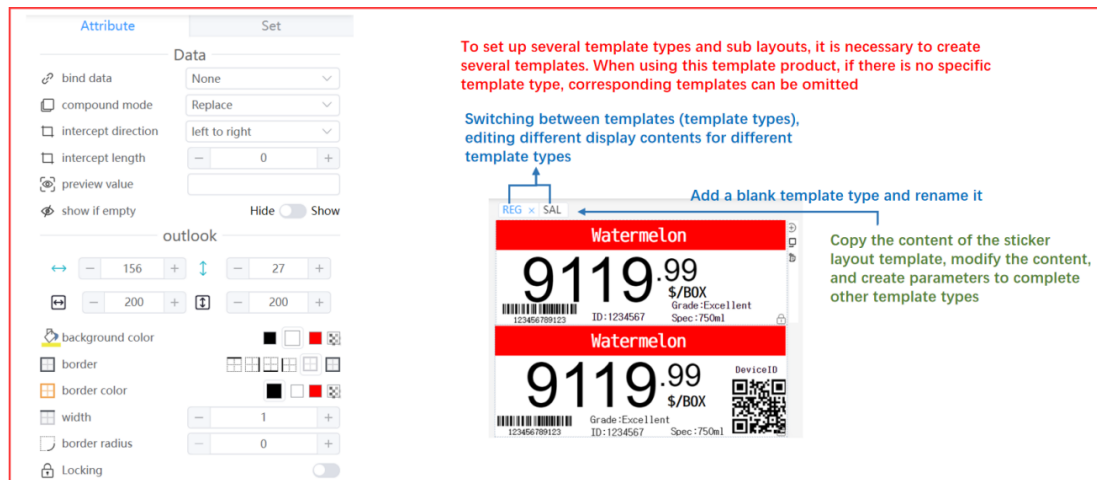 Attribute
Set
Data
bind data
None
compound mode
Replace
intercept direction
left to right
intercept length
− 0 +
preview value
show if empty
Hide
Show
outlook
− 156 +
− 27 +
− 200 +
− 200 +
background color
border
border color
width
− 1 +
border radius
− 0 +
Locking
To set up several template types and sub layouts, it is necessary to create
several templates. When using this template product, if there is no specific
template type, corresponding templates can be omitted
Switching between templates (template types),
editing different display contents for different
template types
Add a blank template type and rename it
Copy the content of the sticker
layout template, modify the content,
and create parameters to complete
other template types
REG × SAL
Watermelon
9119.99
$/BOX
Grade:Excellent
123456789123
ID:1234567
Spec:750ml
Watermelon
9119.99
$/BOX
DeviceID
Grade:Excellent
123456789123
ID:1234567
Spec:750ml